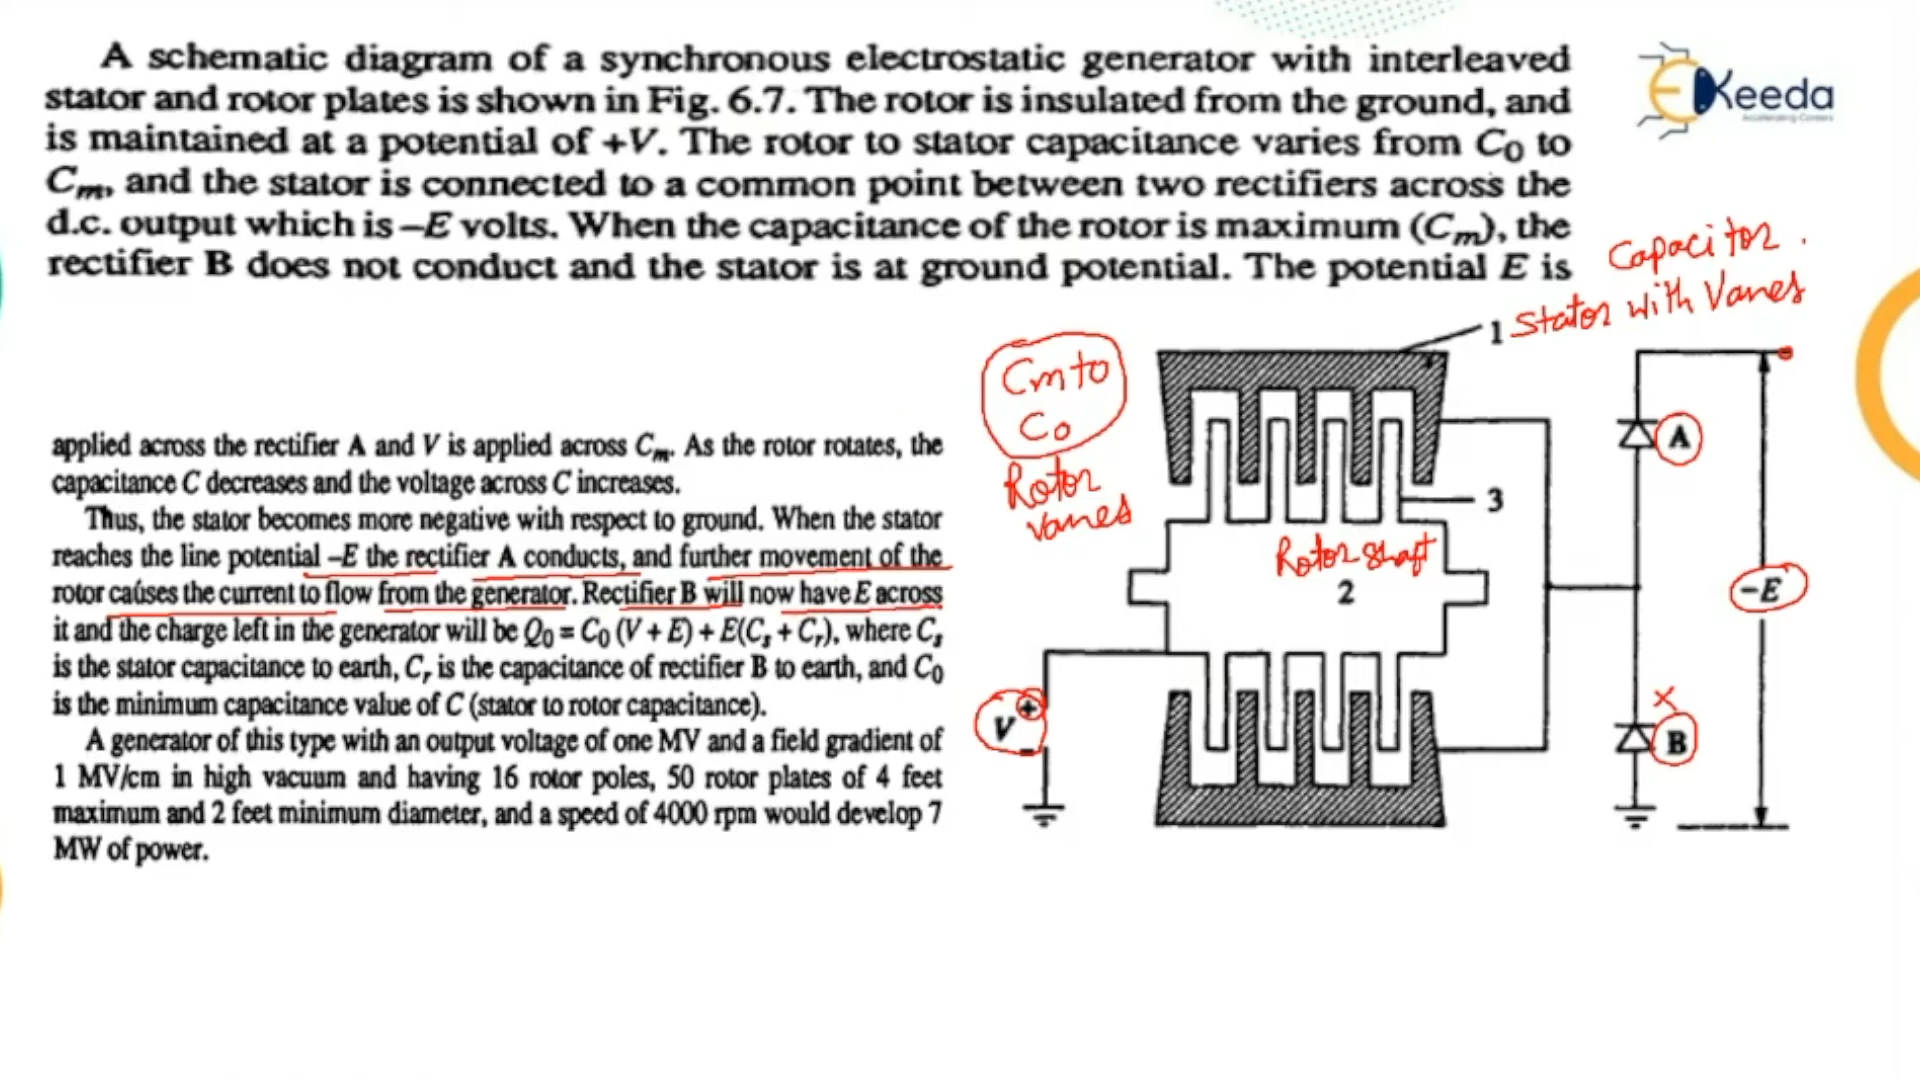 A schematic diagram of a synchronous electrostatic generator with interleaved
stator and rotor plates is shown in Fig. 6.7. The rotor is insulated from the ground, and
is maintained at a potential of +V. The rotor to stator capacitance varies from C₀ to
Cₘ, and the stator is connected to a common point between two rectifiers across the
d.c. output which is –E volts. When the capacitance of the rotor is maximum (Cₘ), the
rectifier B does not conduct and the stator is at ground potential. The potential E is
Keeda
Accelerating Careers
applied across the rectifier A and V is applied across Cₘ. As the rotor rotates, the
capacitance C decreases and the voltage across C increases.
Thus, the stator becomes more negative with respect to ground. When the stator
reaches the line potential –E the rectifier A conducts, and further movement of the
rotor causes the current to flow from the generator. Rectifier B will now have E across
it and the charge left in the generator will be Q₀ = C₀ (V + E) + E(Cₛ + Cᵣ), where Cₛ
is the stator capacitance to earth, Cᵣ is the capacitance of rectifier B to earth, and C₀
is the minimum capacitance value of C (stator to rotor capacitance).
A generator of this type with an output voltage of one MV and a field gradient of
1 MV/cm in high vacuum and having 16 rotor poles, 50 rotor plates of 4 feet
maximum and 2 feet minimum diameter, and a speed of 4000 rpm would develop 7
MW of power.
Capacitor.
1 Stator with Vanes
Cm to
Co
Rotor
vanes
A
3
Rotor shaft
2
–E
V
+
–
×
B